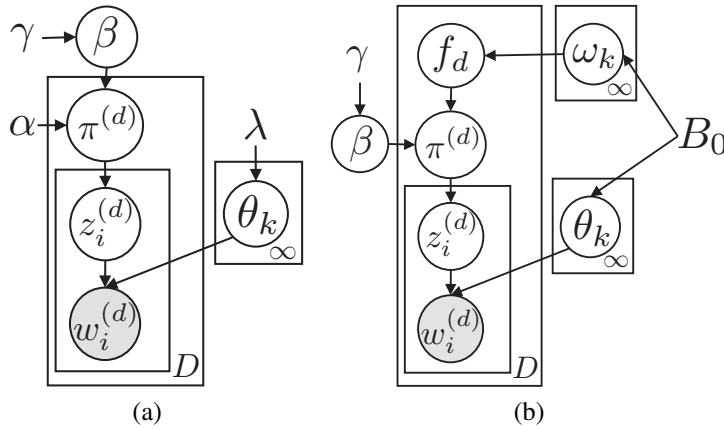 γ
β
α
π^(d)
λ
z_i^(d)
θ_k
∞
w_i^(d)
D
(a)
f_d
ω_k
∞
γ
β
π^(d)
B_0
z_i^(d)
θ_k
∞
w_i^(d)
D
(b)